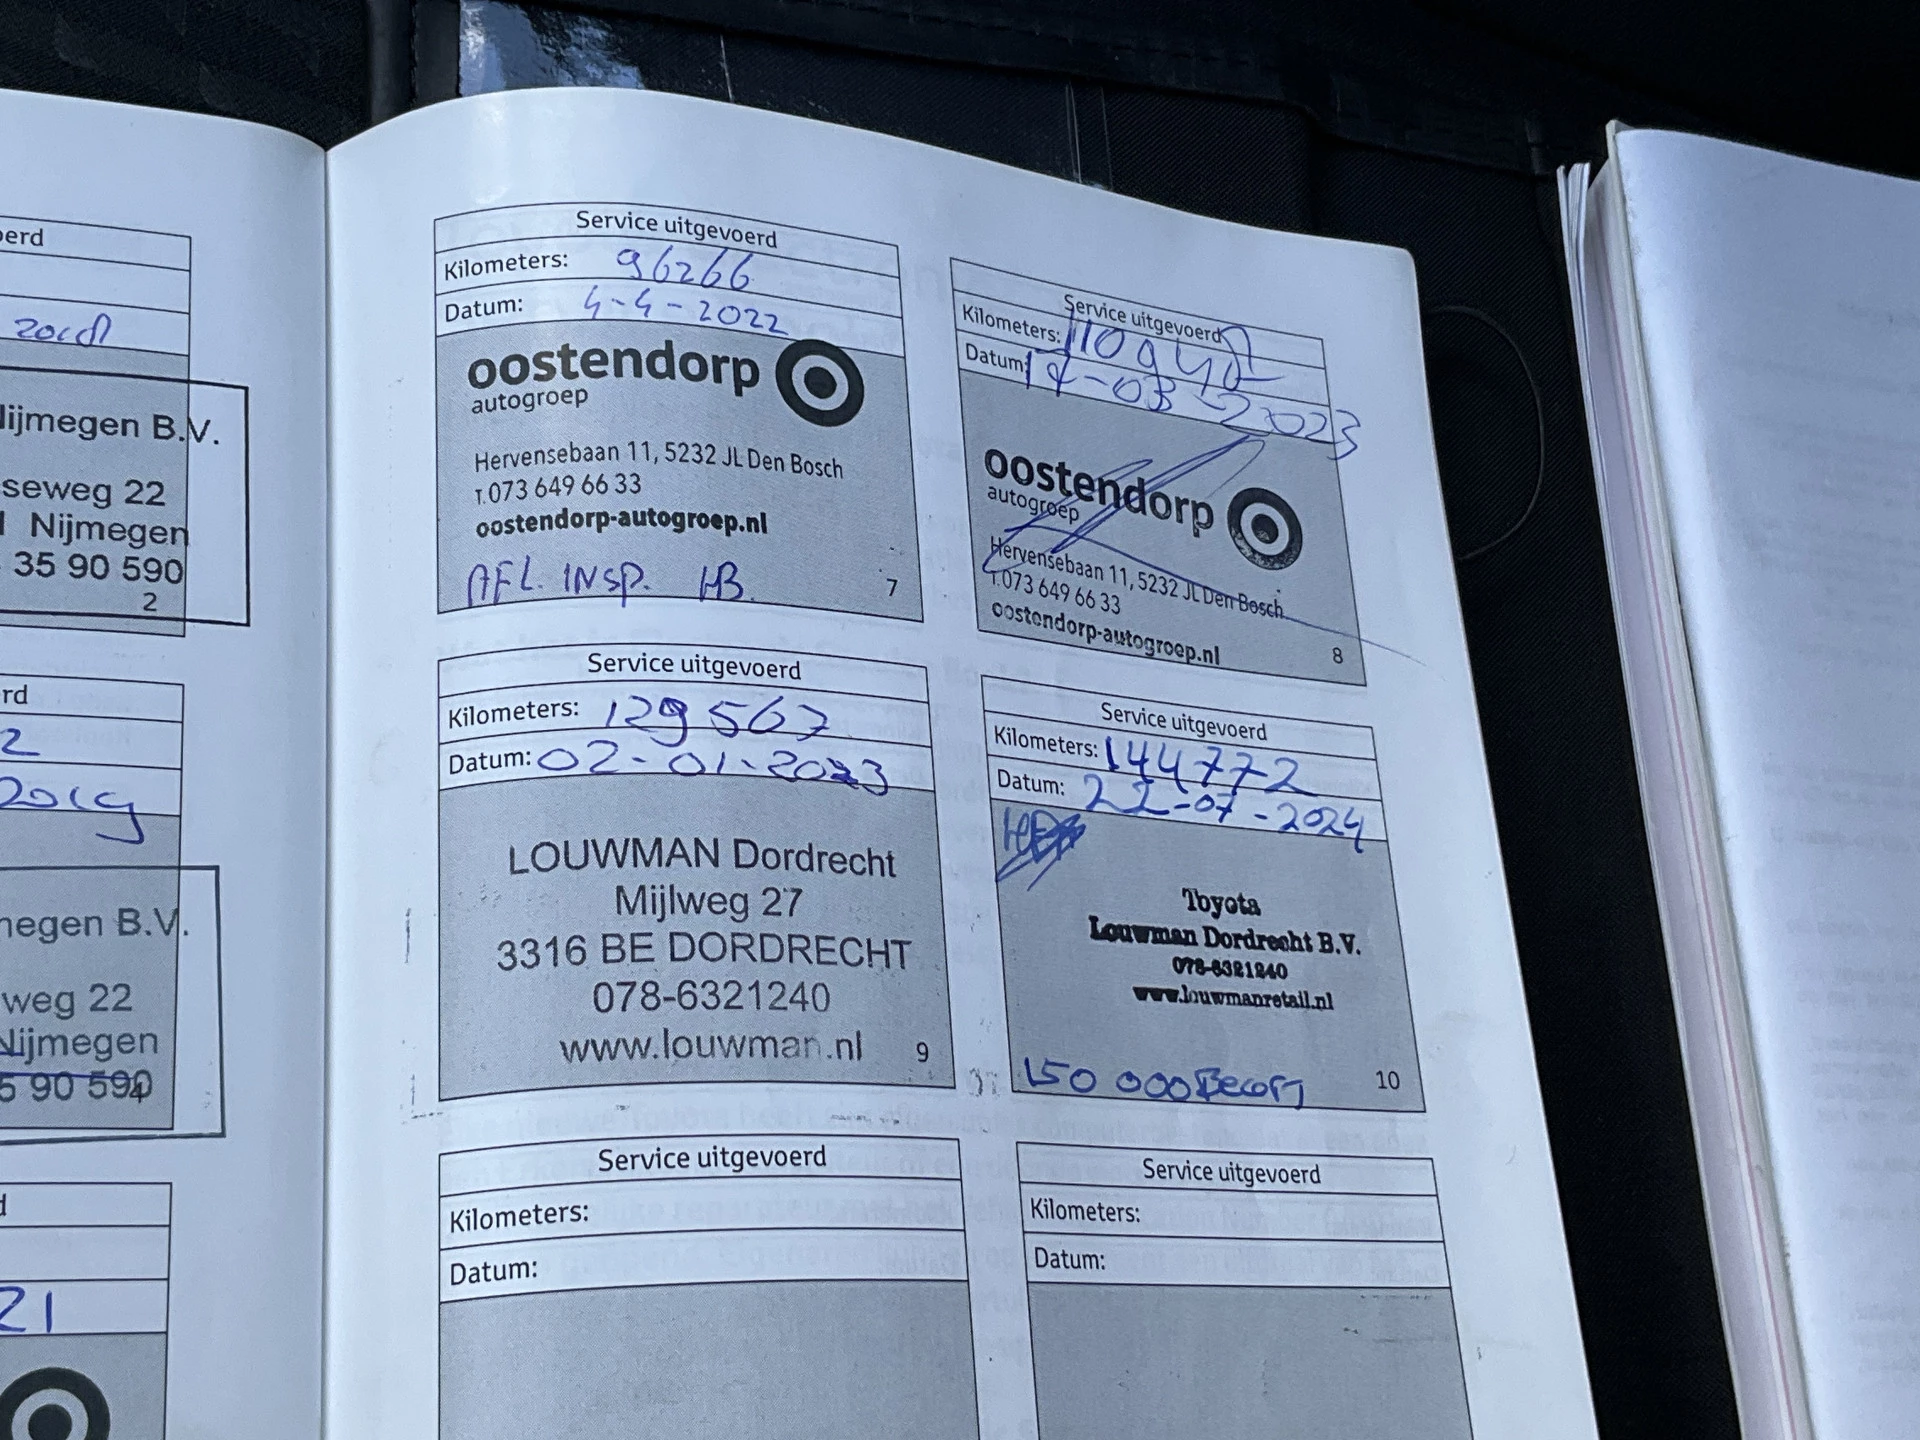 oerd
Nijmegen B.V.
seweg 22
Nijmegen
35 90 590
2
rd
2
2019
negen B.V.
weg 22
Nijmegen
5 90 590
4
d
21
Service uitgevoerd
Kilometers: 96266
Datum: 4-4-2022
oostendorp
autogroep
Hervensebaan 11, 5232 JL Den Bosch
T.073 649 66 33
oostendorp-autogroep.nl
AFL. INSP. HB.
7
Service uitgevoerd
Kilometers:
Datum: 17-03-2023
oostendorp
autogroep
Hervensebaan 11, 5232 JL Den Bosch
T.073 649 66 33
oostendorp-autogroep.nl
8
Service uitgevoerd
Kilometers: 129567
Datum: 02-01-2023
LOUWMAN Dordrecht
Mijlweg 27
3316 BE DORDRECHT
078-6321240
www.louwman.nl
9
Service uitgevoerd
Kilometers: 144772
Datum: 22-07-2024
Toyota
Louwman Dordrecht B.V.
078-6321240
www.louwmanretail.nl
150 000 Beurt
10
Service uitgevoerd
Kilometers:
Datum:
Service uitgevoerd
Kilometers:
Datum: